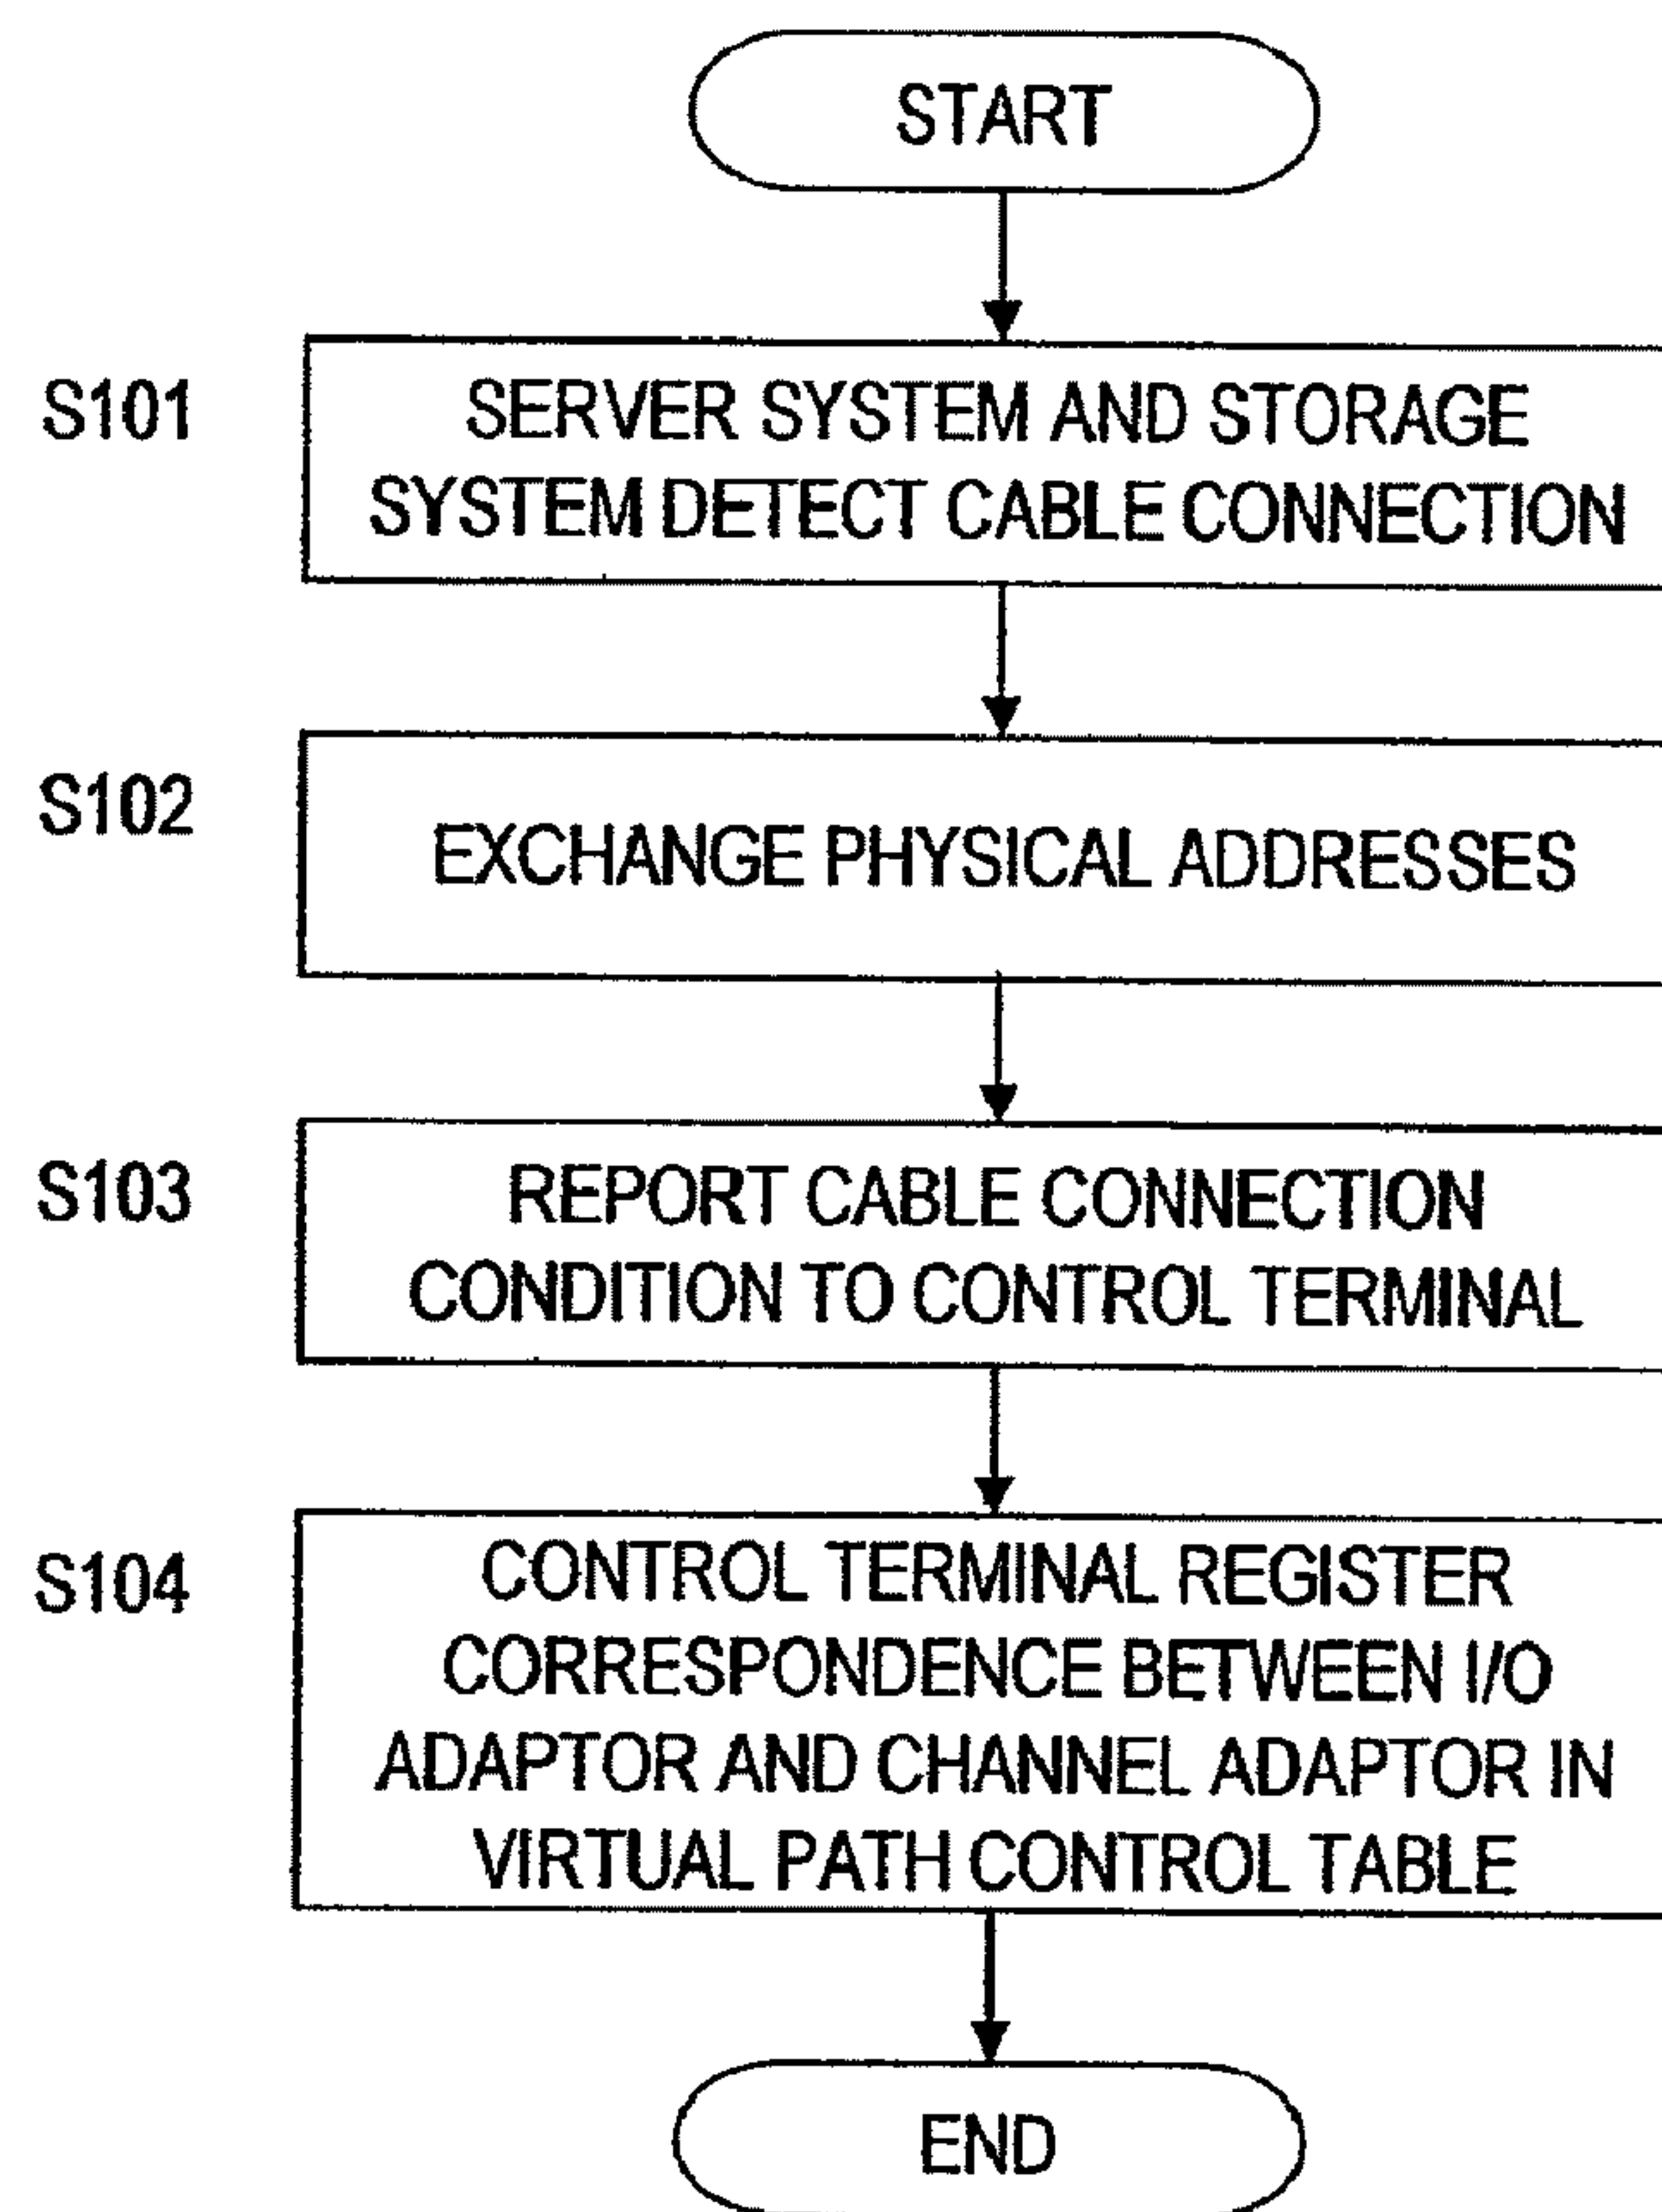 START
S101
SERVER SYSTEM AND STORAGE
SYSTEM DETECT CABLE CONNECTION
S102
EXCHANGE PHYSICAL ADDRESSES
S103
REPORT CABLE CONNECTION
CONDITION TO CONTROL TERMINAL
S104
CONTROL TERMINAL REGISTER
CORRESPONDENCE BETWEEN I/O
ADAPTOR AND CHANNEL ADAPTOR IN
VIRTUAL PATH CONTROL TABLE
END